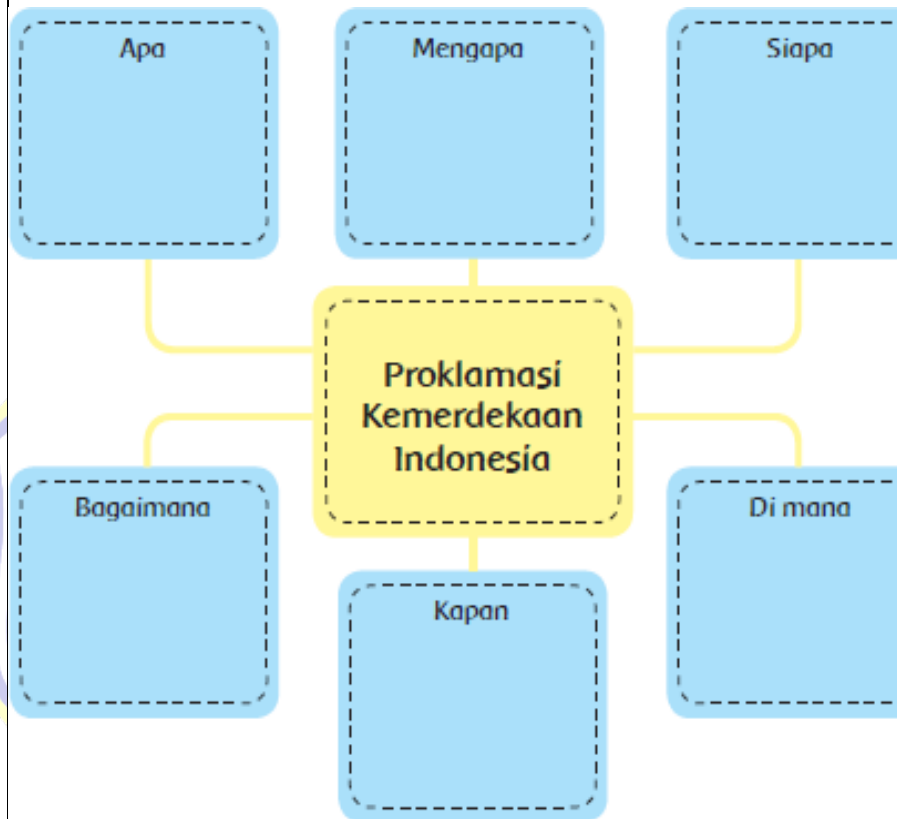 Apa
Mengapa
Siapa
Proklamasi
Kemerdekaan
Indonesia
Bagaimana
Di mana
Kapan